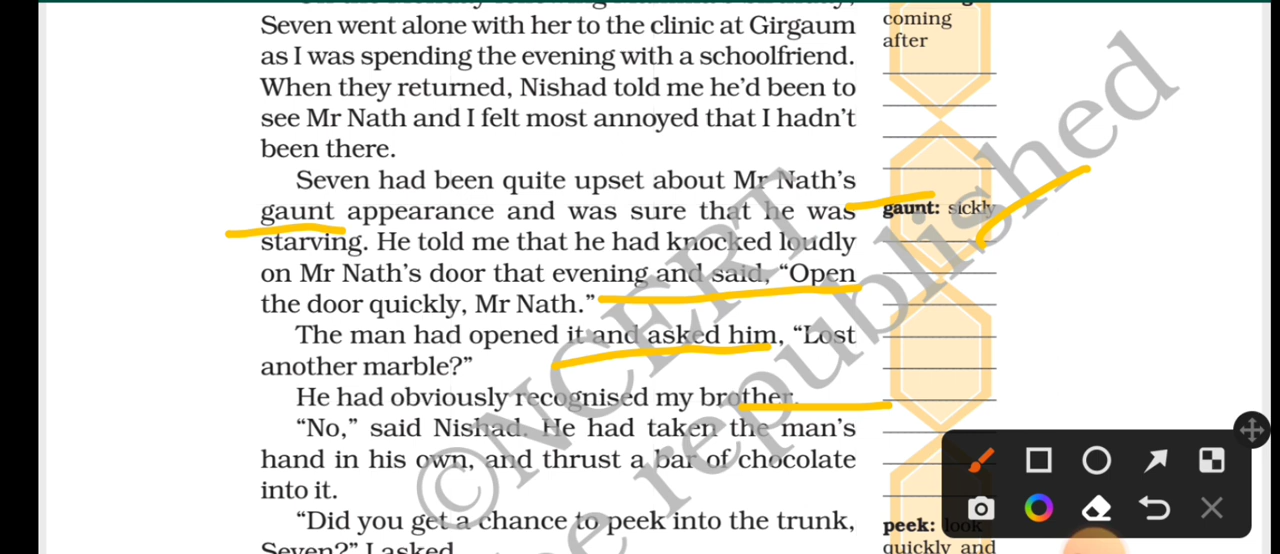 Seven went alone with her to the clinic at Girgaum
as I was spending the evening with a schoolfriend.
When they returned, Nishad told me he’d been to
see Mr Nath and I felt most annoyed that I hadn’t
been there.
Seven had been quite upset about Mr Nath’s
gaunt appearance and was sure that he was
starving. He told me that he had knocked loudly
on Mr Nath’s door that evening and said, “Open
the door quickly, Mr Nath.”
The man had opened it and asked him, “Lost
another marble?”
He had obviously recognised my brother.
“No,” said Nishad. He had taken the man’s
hand in his own, and thrust a bar of chocolate
into it.
“Did you get a chance to peek into the trunk,
Seven?” I asked.
coming
after
gaunt: sickly
peek: look
quickly and
©NCERT
be republished